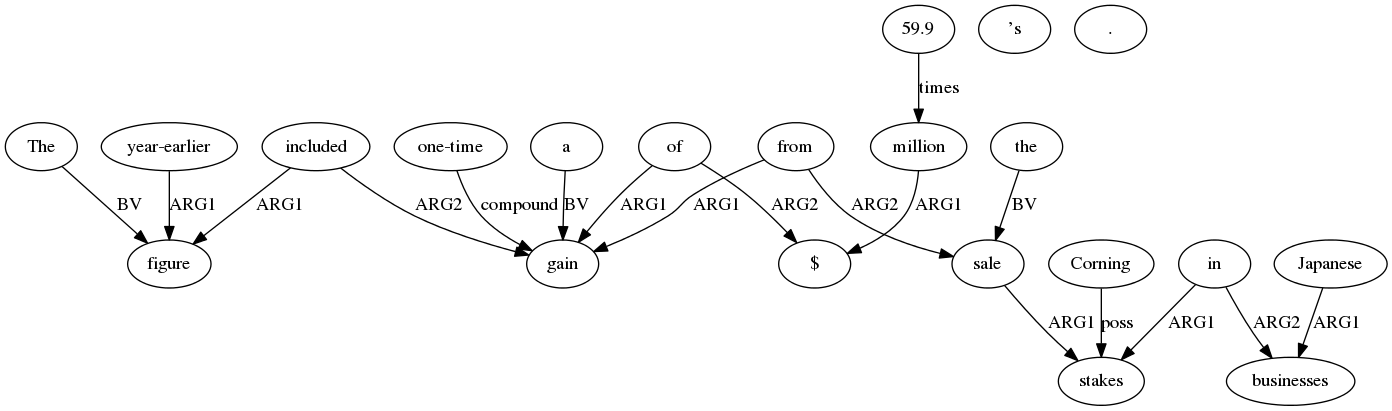 59.9 's .
times
The year-earlier included one-time a of from million the
BV ARG1 ARG1 ARG2 compound BV ARG1 ARG1 ARG2 ARG2 ARG1 BV
figure gain $ sale Corning in Japanese
ARG1 poss ARG1 ARG2 ARG1
stakes businesses